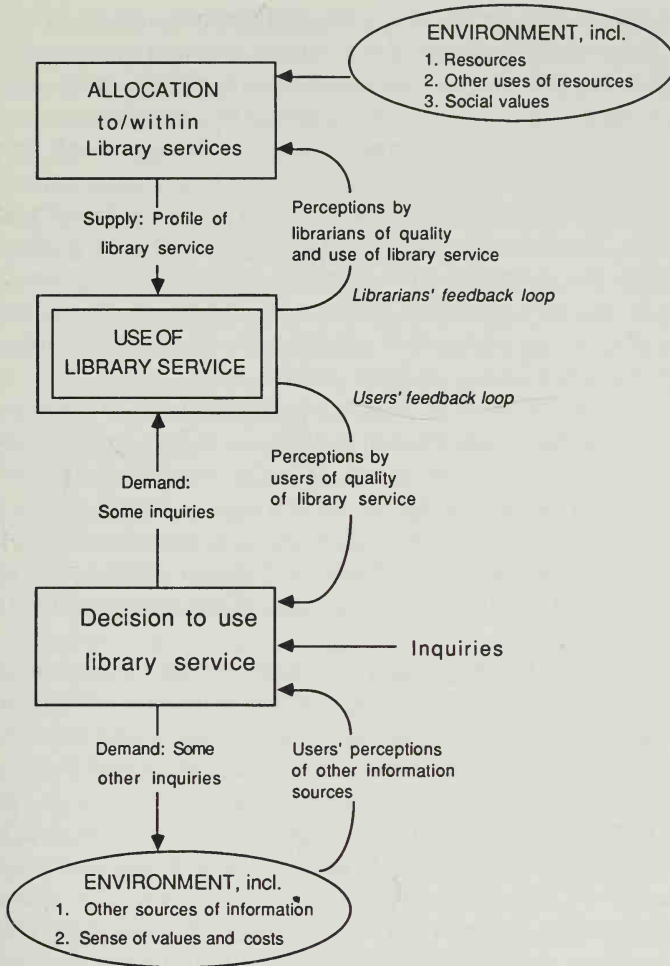 ENVIRONMENT, incl.
1. Resources
2. Other uses of resources
3. Social values
ALLOCATION
to/within
Library services
Supply: Profile of
library service
Perceptions by
librarians of quality
and use of library service
Librarians' feedback loop
USE OF
LIBRARY SERVICE
Users' feedback loop
Perceptions by
users of quality
of library service
Demand:
Some inquiries
Decision to use
library service
Inquiries
Demand: Some
other inquiries
Users' perceptions
of other information
sources
ENVIRONMENT, incl.
1. Other sources of information
2. Sense of values and costs